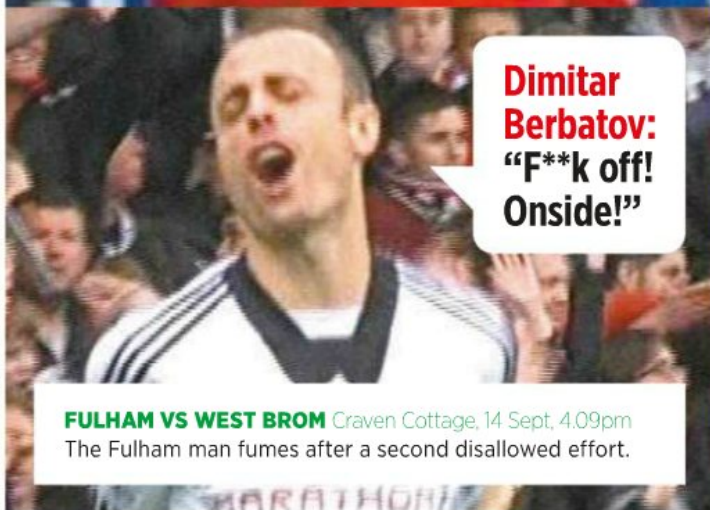 Dimitar
Berbatov:
“F**k off!
Onside!”
FULHAM VS WEST BROM Craven Cottage, 14 Sept, 4.09pm
The Fulham man fumes after a second disallowed effort.
MARATHON